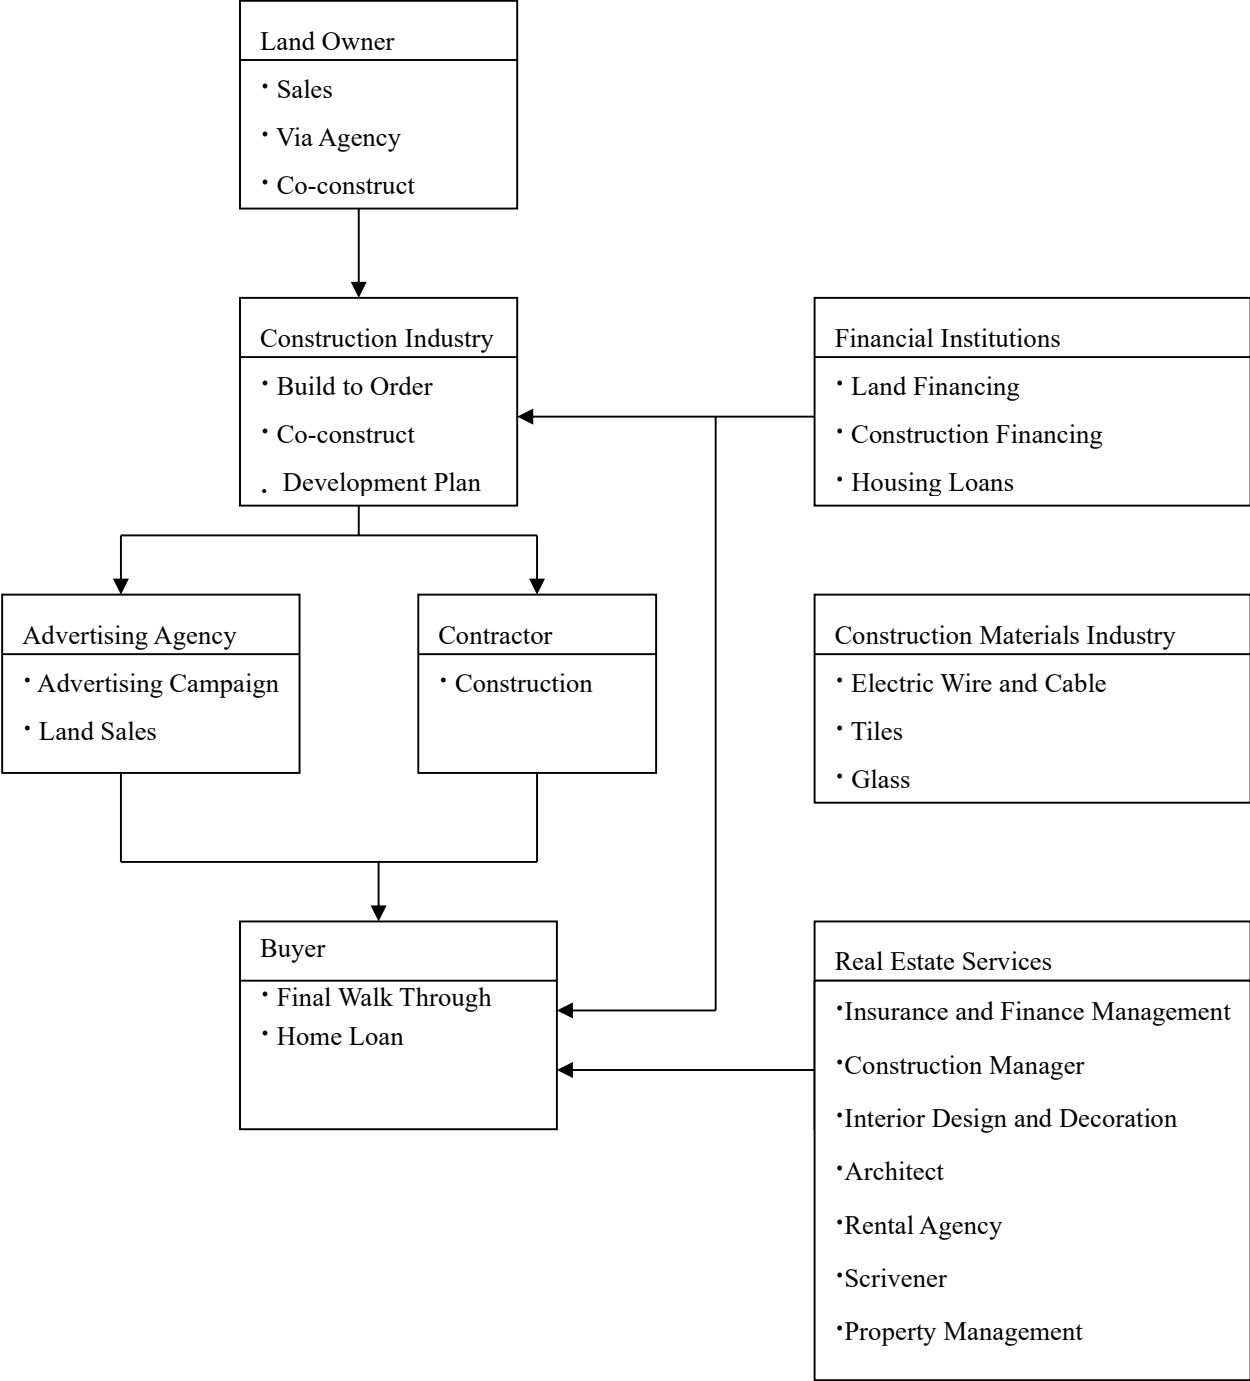 Land Owner
· Sales
· Via Agency
· Co-construct
Construction Industry
· Build to Order
· Co-construct
. Development Plan
Financial Institutions
· Land Financing
· Construction Financing
· Housing Loans
Advertising Agency
· Advertising Campaign
· Land Sales
Contractor
· Construction
Construction Materials Industry
· Electric Wire and Cable
· Tiles
· Glass
Buyer
· Final Walk Through
· Home Loan
Real Estate Services
·Insurance and Finance Management
·Construction Manager
·Interior Design and Decoration
·Architect
·Rental Agency
·Scrivener
·Property Management